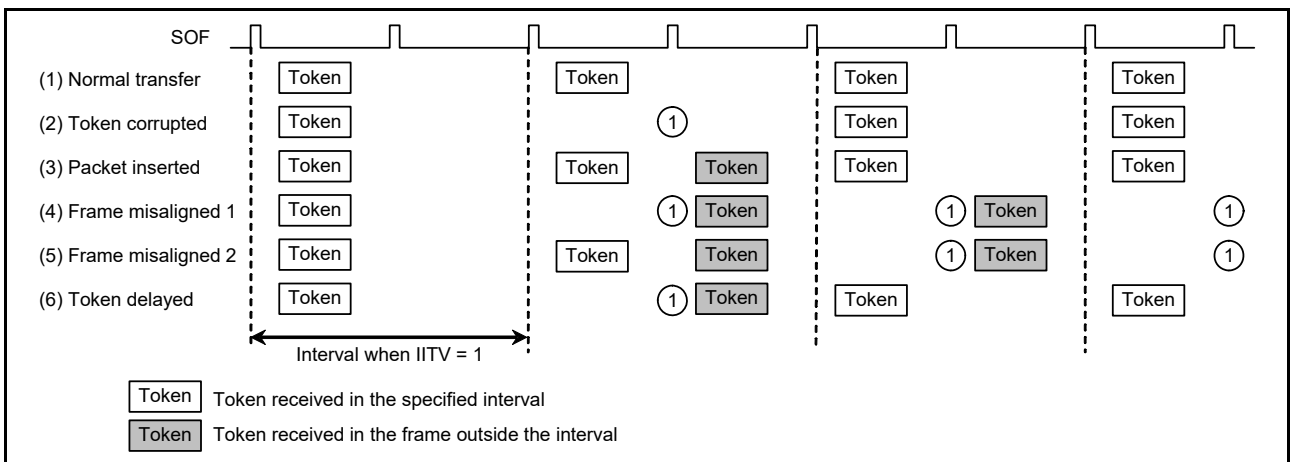 SOF
(1) Normal transfer Token Token Token Token
(2) Token corrupted Token 1 Token Token
(3) Packet inserted Token Token Token Token Token
(4) Frame misaligned 1 Token 1 Token 1 Token 1
(5) Frame misaligned 2 Token Token Token 1 Token 1
(6) Token delayed Token 1 Token Token Token
Interval when IITV = 1
Token Token received in the specified interval
Token Token received in the frame outside the interval